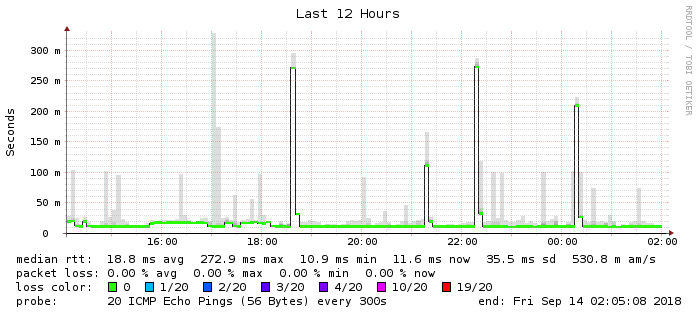 Last 12 Hours
RRDTOOL / TOBI OETIKER
Seconds
300 m
250 m
200 m
150 m
100 m
50 m
0
16:00 18:00 20:00 22:00 00:00 02:00
median rtt: 18.8 ms avg 272.9 ms max 10.9 ms min 11.6 ms now 35.5 ms sd 530.8 m am/s
packet loss: 0.00 % avg 0.00 % max 0.00 % min 0.00 % now
loss color: 0 1/20 2/20 3/20 4/20 10/20 19/20
probe: 20 ICMP Echo Pings (56 Bytes) every 300s end: Fri Sep 14 02:05:08 2018